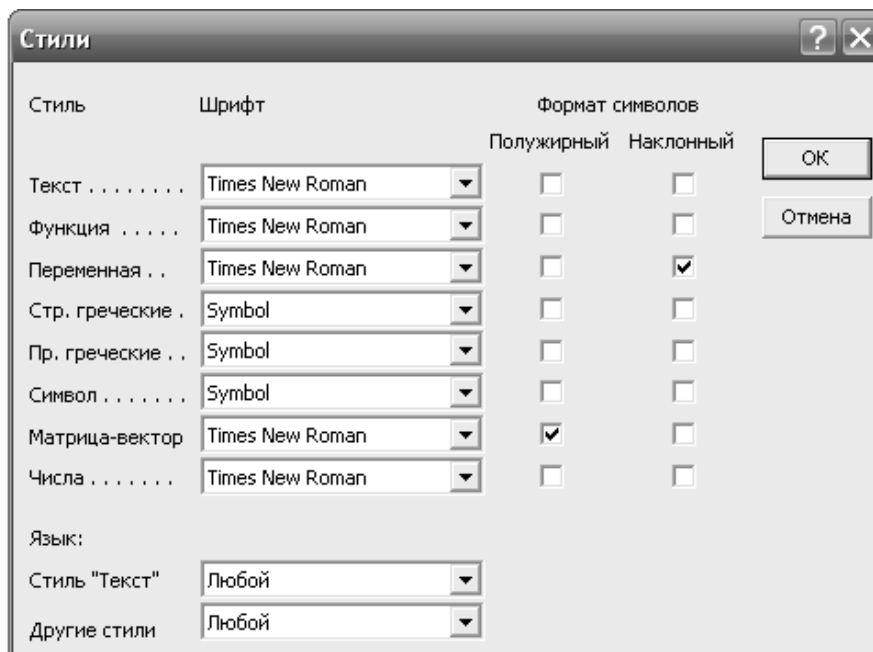 Стили
Стиль Шрифт Формат символов
Полужирный Наклонный
ОК
Текст . . . . . . . . Times New Roman
Отмена
Функция . . . . . Times New Roman
Переменная . . Times New Roman
Стр. греческие . Symbol
Пр. греческие . . Symbol
Символ . . . . . . . Symbol
Матрица-вектор Times New Roman
Числа . . . . . . . Times New Roman
Язык:
Стиль "Текст" Любой
Другие стили Любой